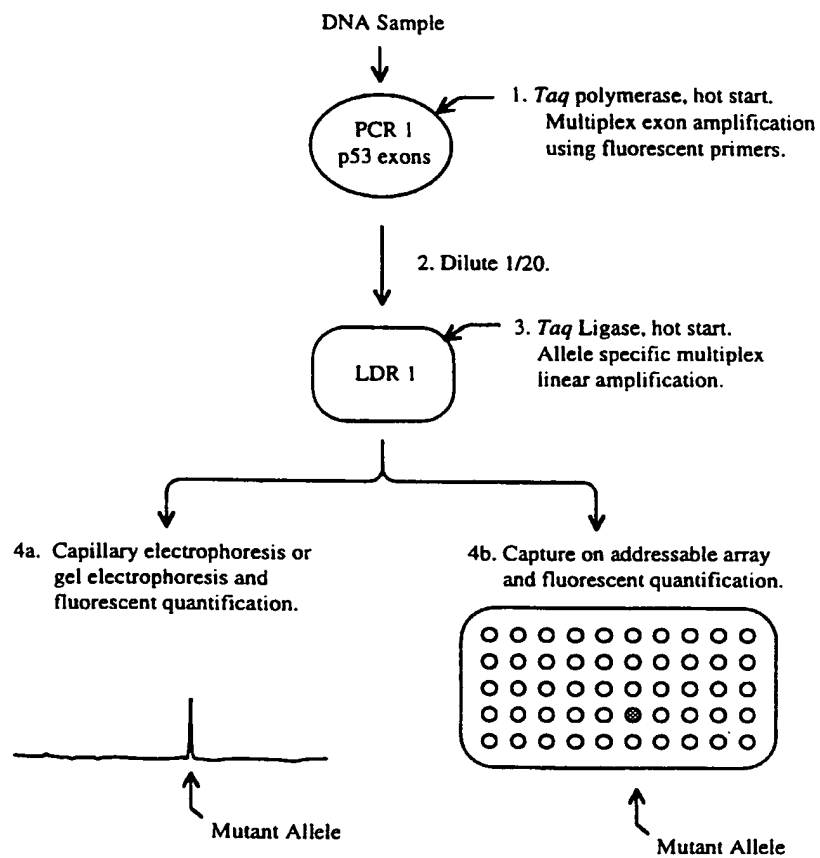 DNA Sample
1. Taq polymerase, hot start.
Multiplex exon amplification
using fluorescent primers.
PCR 1
p53 exons
2. Dilute 1/20.
3. Taq Ligase, hot start.
Allele specific multiplex
linear amplification.
LDR 1
4a. Capillary electrophoresis or
gel electrophoresis and
fluorescent quantification.
4b. Capture on addressable array
and fluorescent quantification.
Mutant Allele
Mutant Allele